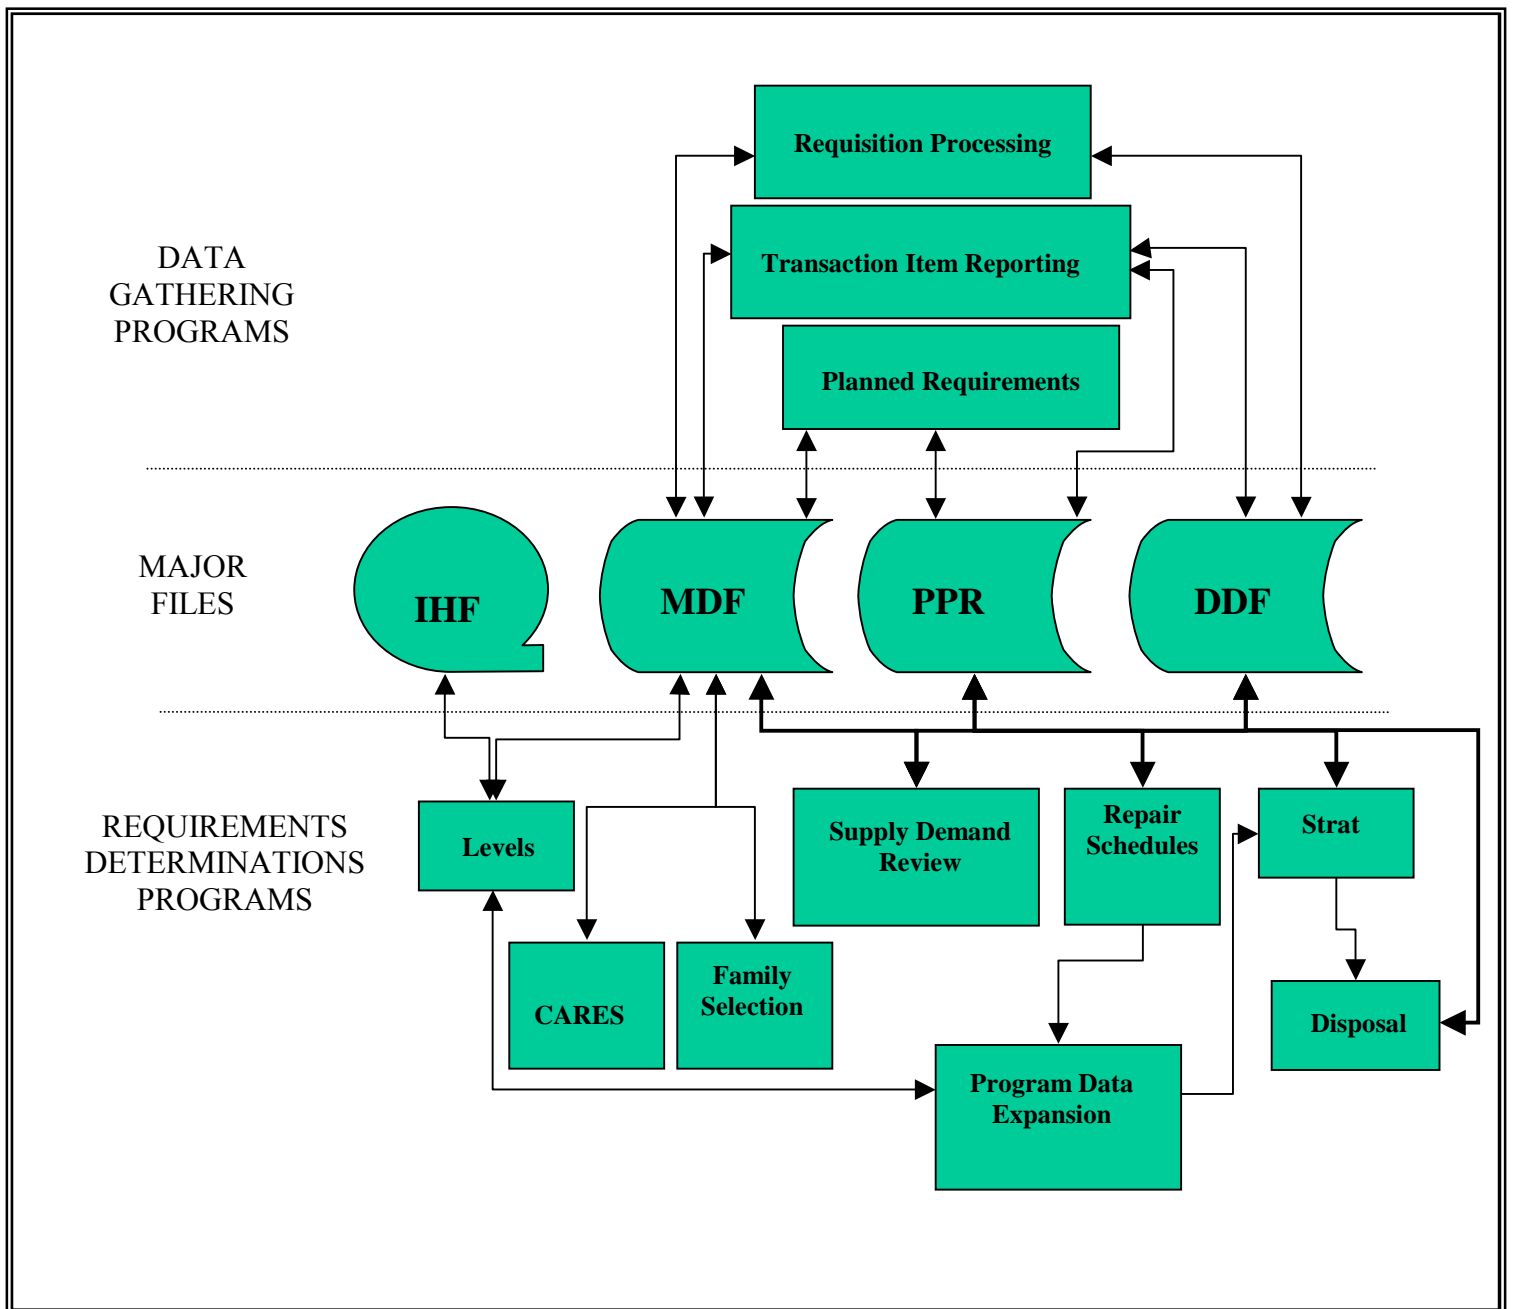 Requisition Processing
DATA
GATHERING
PROGRAMS
Transaction Item Reporting
Planned Requirements
MAJOR
FILES
IHF
MDF
PPR
DDF
REQUIREMENTS
DETERMINATIONS
PROGRAMS
Levels
Supply Demand
Review
Repair
Schedules
Strat
CARES
Family
Selection
Disposal
Program Data
Expansion